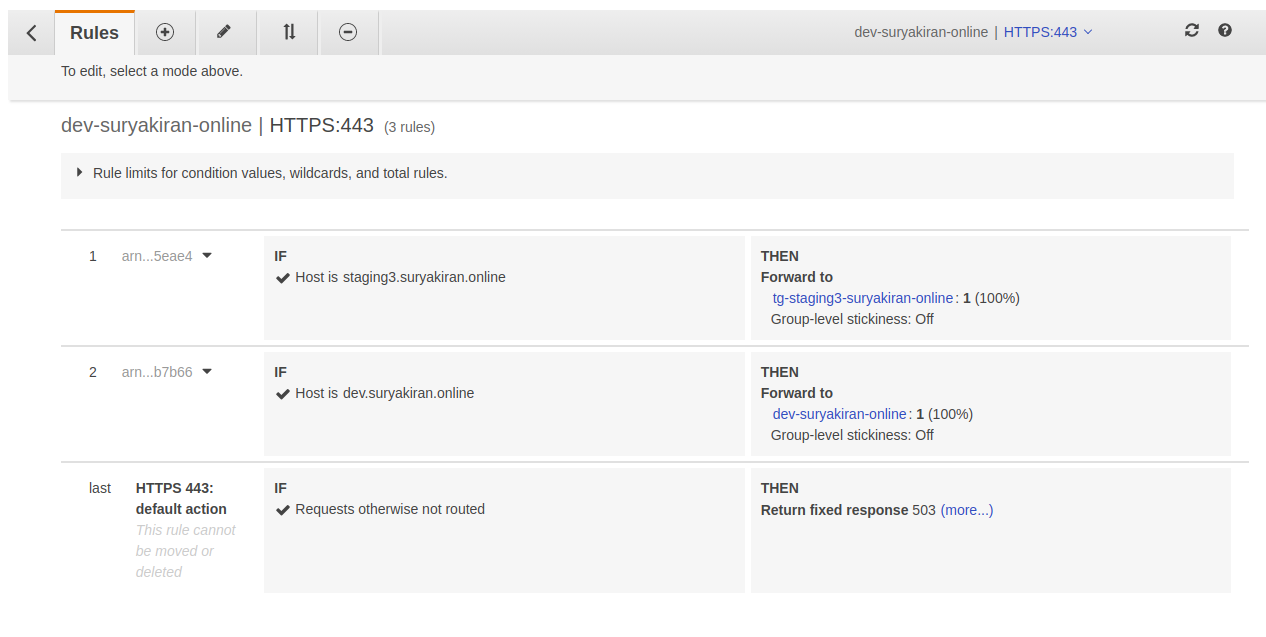 Rules
dev-suryakiran-online | HTTPS:443
To edit, select a mode above.
dev-suryakiran-online | HTTPS:443 (3 rules)
Rule limits for condition values, wildcards, and total rules.
1 arn...5eae4
IF
Host is staging3.suryakiran.online
THEN
Forward to
tg-staging3-suryakiran-online: 1 (100%)
Group-level stickiness: Off
2 arn...b7b66
IF
Host is dev.suryakiran.online
THEN
Forward to
dev-suryakiran-online: 1 (100%)
Group-level stickiness: Off
last HTTPS 443:
default action
This rule cannot
be moved or
deleted
IF
Requests otherwise not routed
THEN
Return fixed response 503 (more...)